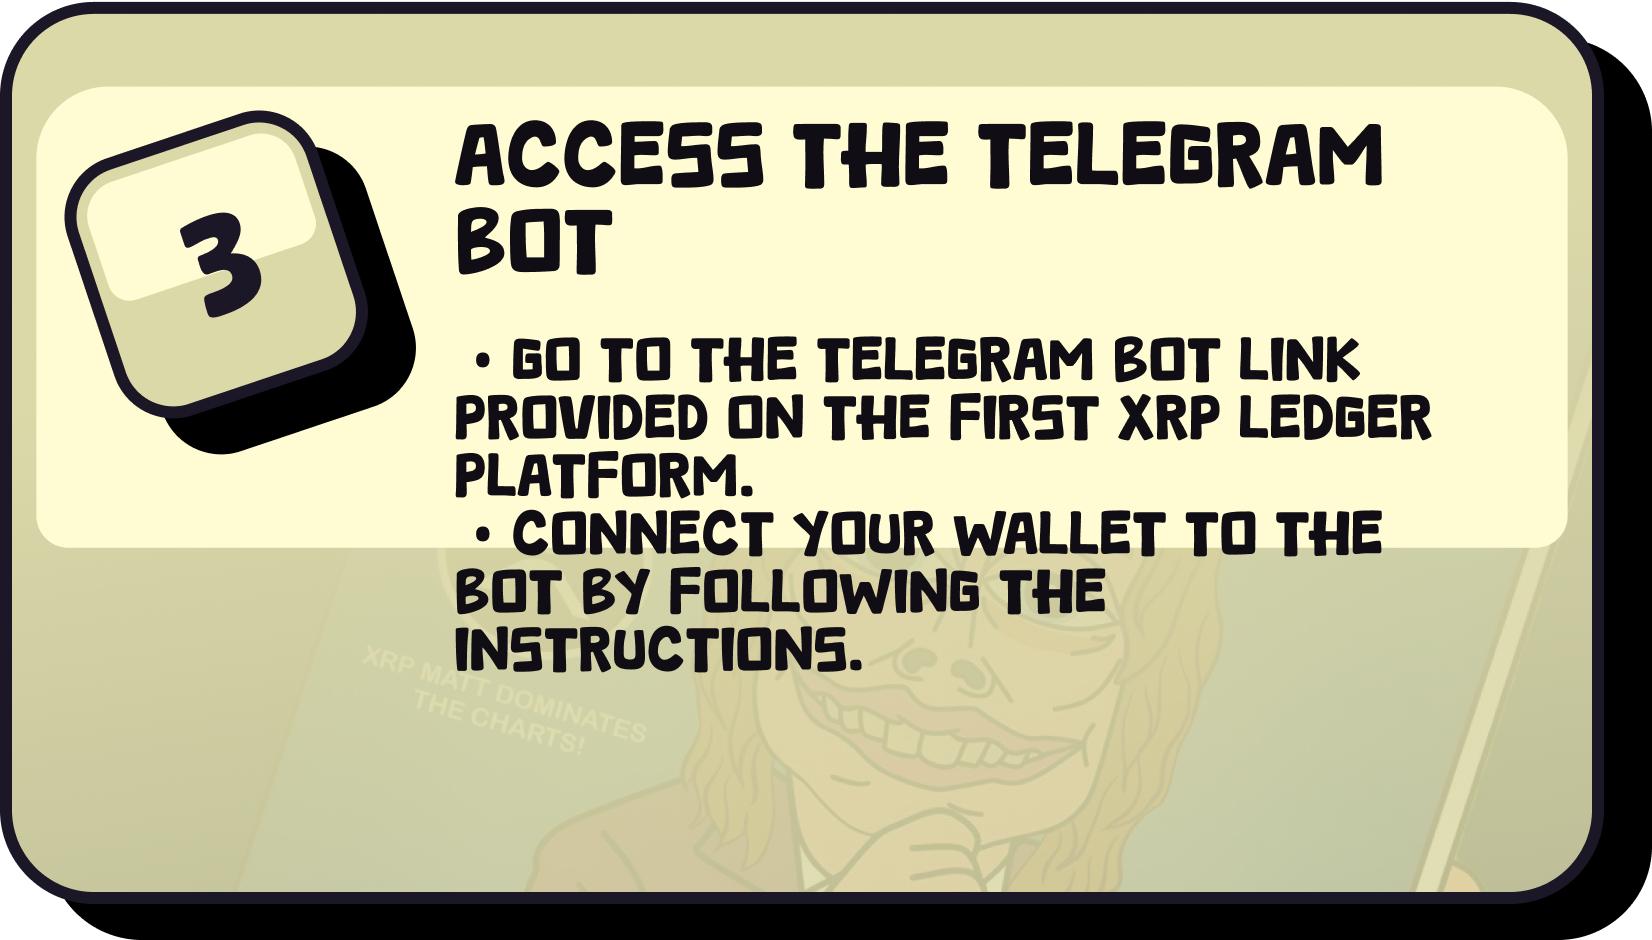 3
ACCESS THE TELEGRAM
BOT
• GO TO THE TELEGRAM BOT LINK
PROVIDED ON THE FIRST XRP LEDGER
PLATFORM.
• CONNECT YOUR WALLET TO THE
BOT BY FOLLOWING THE
INSTRUCTIONS.
XRP MATT DOMINATES
THE CHARTS!